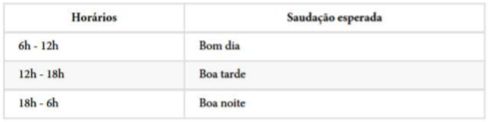 Horários Saudação esperada
6h - 12h Bom dia
12h - 18h Boa tarde
18h - 6h Boa noite